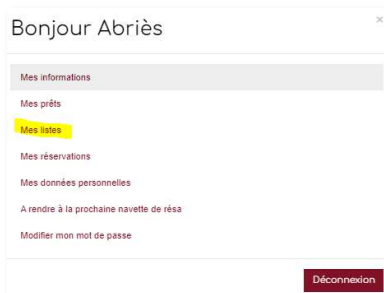 Bonjour Abriès
×
Mes informations
Mes prêts
Mes listes
Mes réservations
Mes données personnelles
A rendre à la prochaine navette de résa
Modifier mon mot de passe
Déconnexion